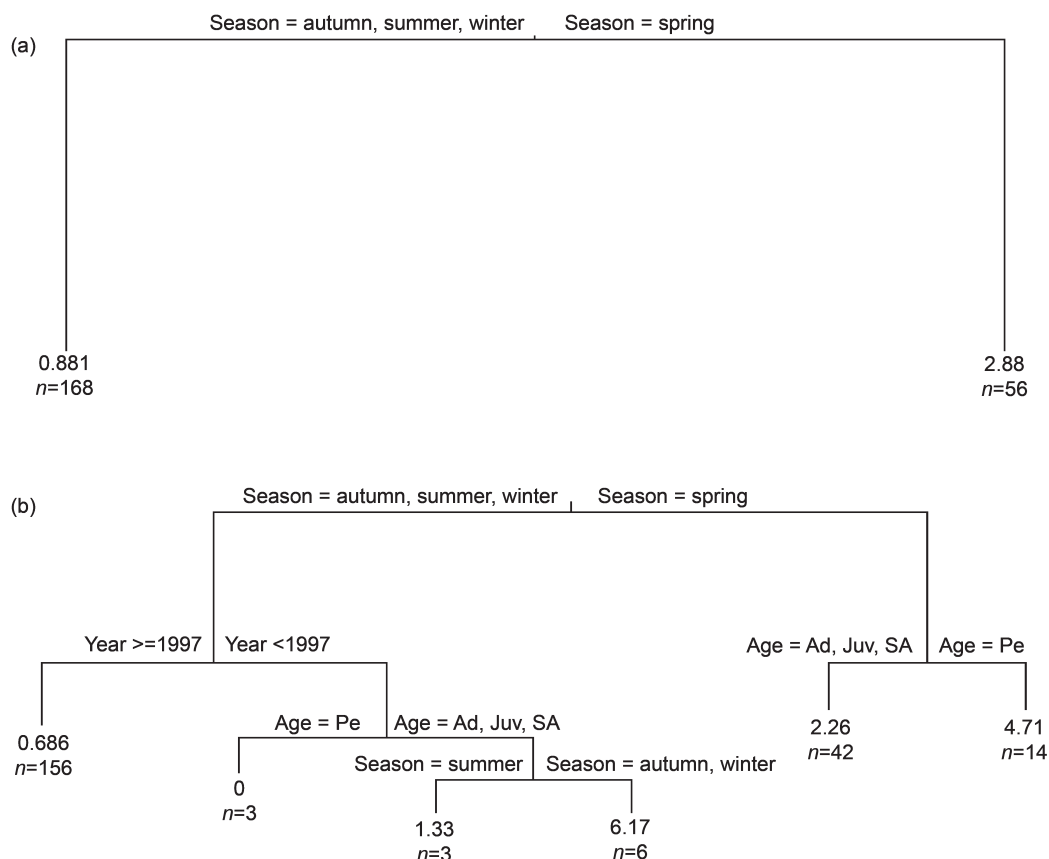 Season = autumn, summer, winter Season = spring
(a)
0.881 2.88
n=168 n=56
Season = autumn, summer, winter Season = spring
(b)
Year >=1997 Year <1997 Age = Ad, Juv, SA Age = Pe
Age = Pe Age = Ad, Juv, SA
0.686 2.26 4.71
n=156 n=42 n=14
Season = summer Season = autumn, winter
0
n=3
1.33 6.17
n=3 n=6